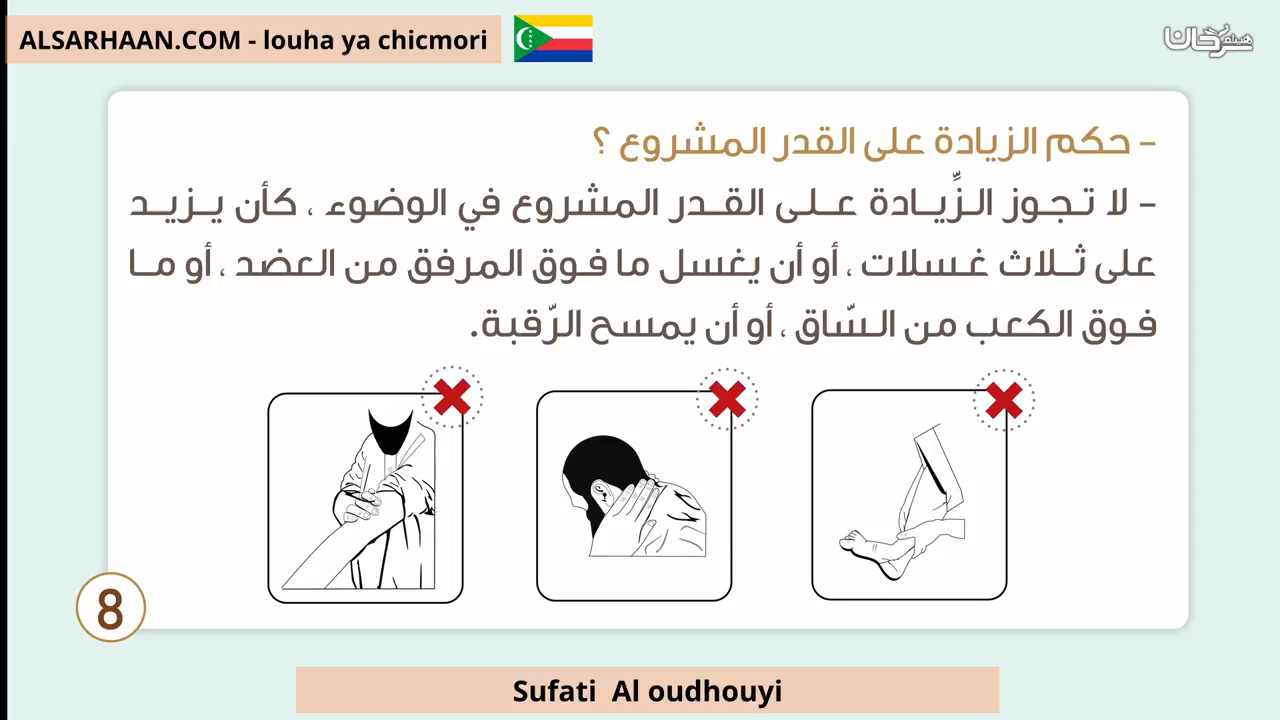 ALSARHAAN.COM - louha ya chicmori
هيثم سرحان
- حكم الزيادة على القدر المشروع ؟
- لا تجوز الزِّيادة على القدر المشروع في الوضوء ، كأن يزيد
على ثلاث غسلات ، أو أن يغسل ما فوق المرفق من العضد ، أو ما
فوق الكعب من السّاق ، أو أن يمسح الرّقبة.
8
Sufati Al oudhouyi